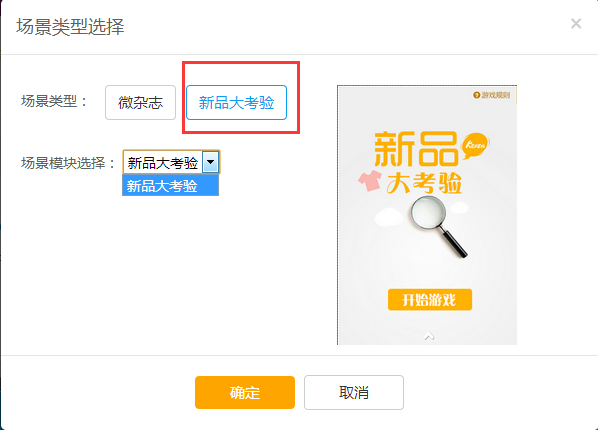 场景类型选择
×
场景类型：
微杂志
新品大考验
场景模块选择：
新品大考验
新品大考验
游戏规则
新品
大考验
开始游戏
确定
取消